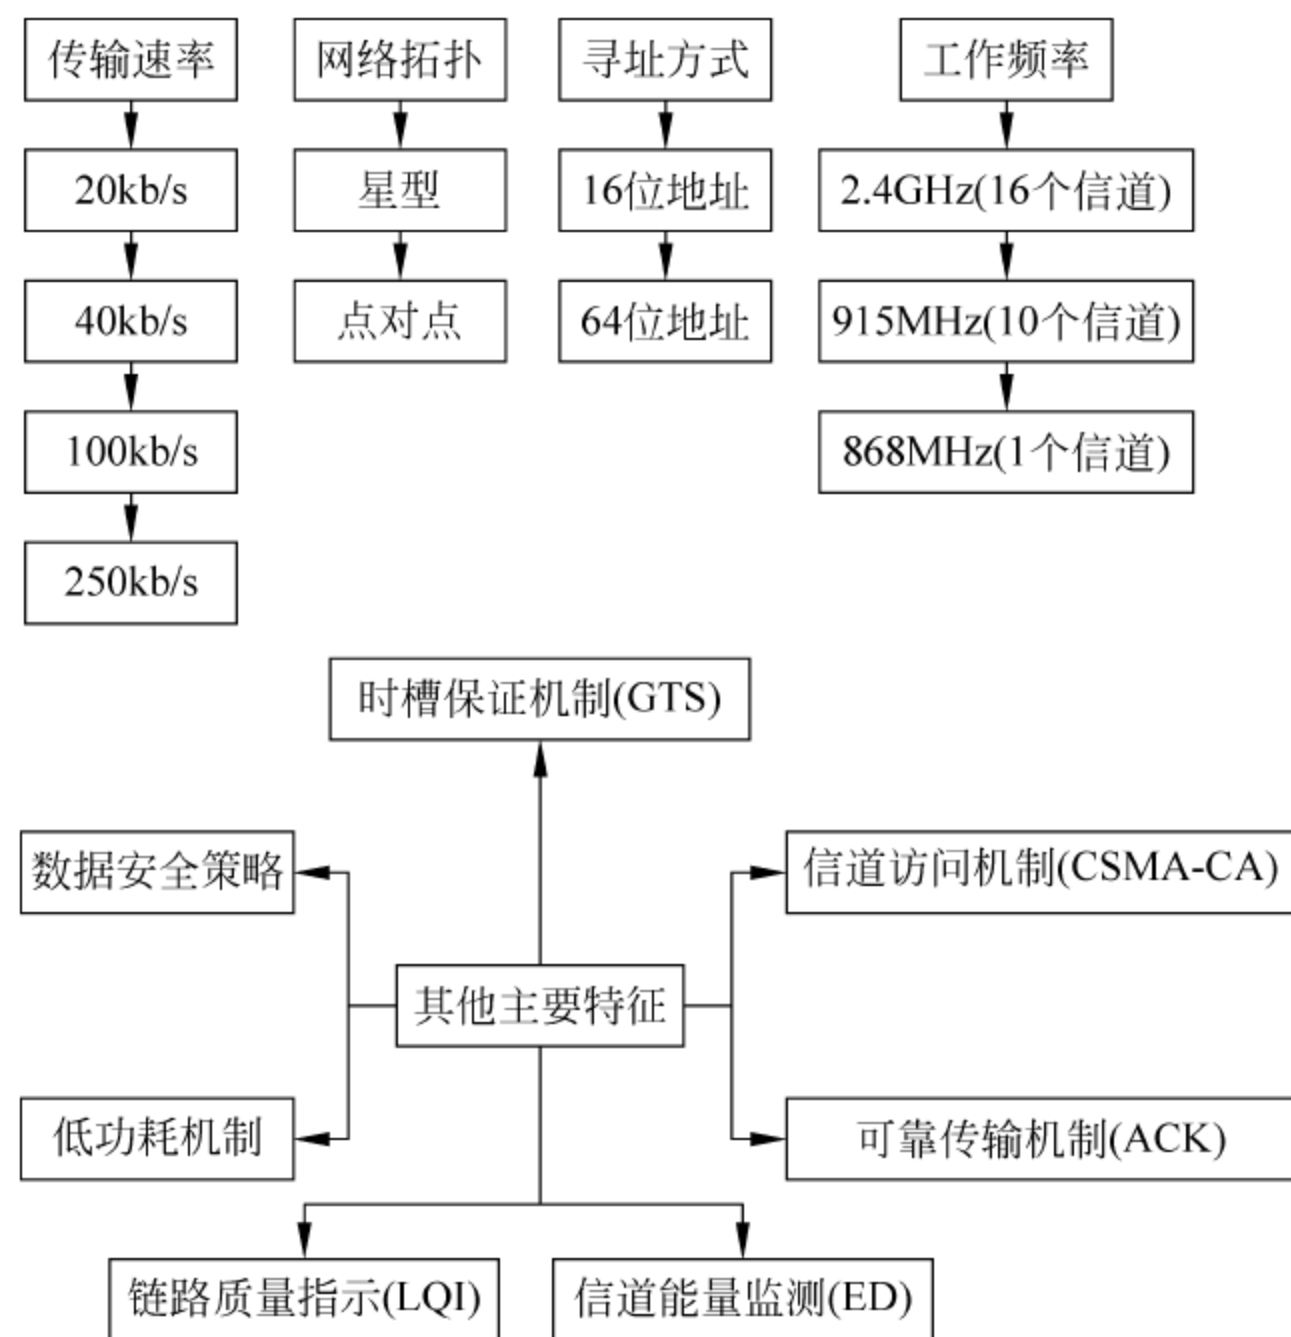 传输速率
网络拓扑
寻址方式
工作频率
20kb/s
星型
16位地址
2.4GHz(16个信道)
40kb/s
点对点
64位地址
915MHz(10个信道)
100kb/s
868MHz(1个信道)
250kb/s
时槽保证机制(GTS)
数据安全策略
信道访问机制(CSMA-CA)
其他主要特征
低功耗机制
可靠传输机制(ACK)
链路质量指示(LQI)
信道能量监测(ED)